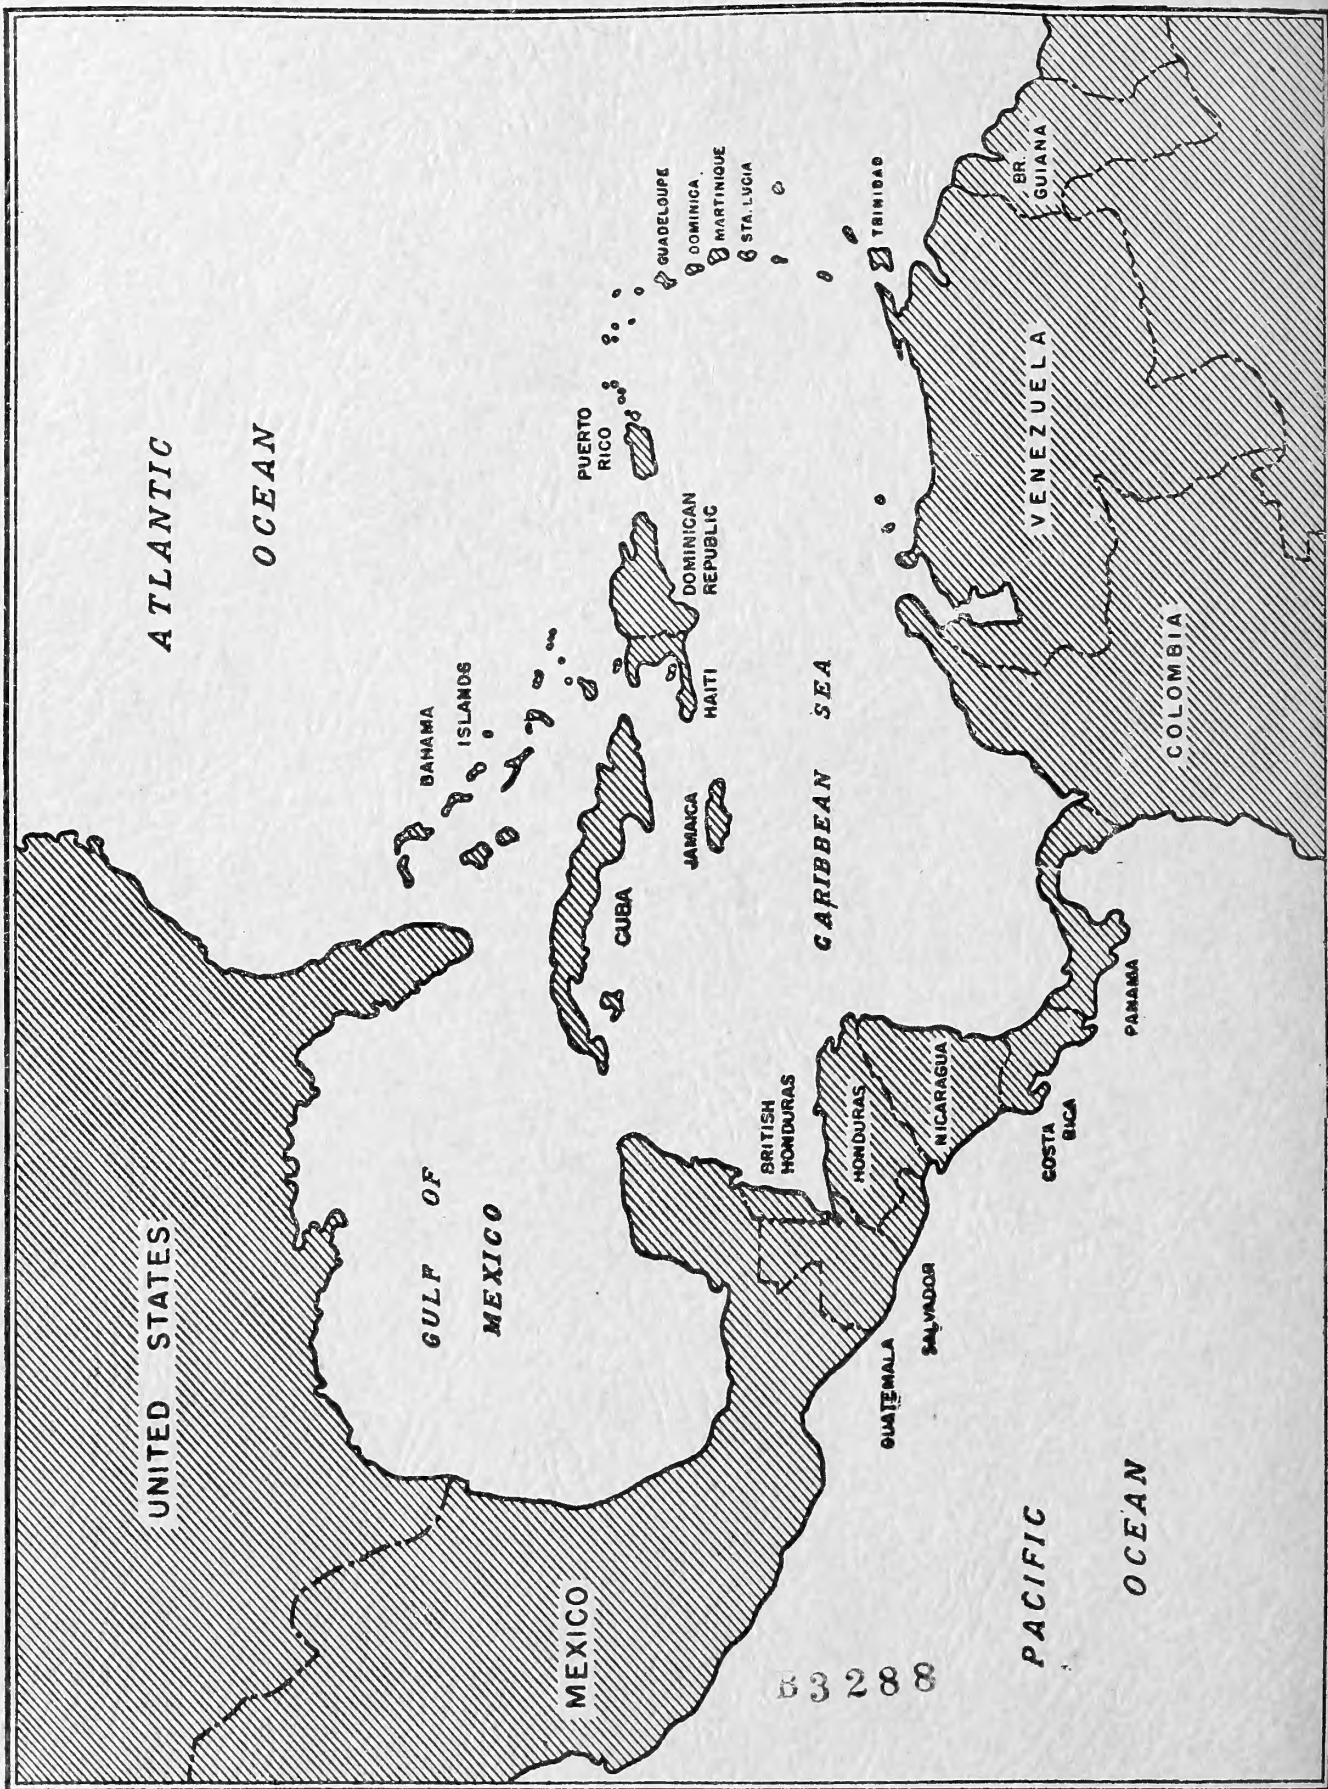 UNITED STATES
ATLANTIC
OCEAN
BAHAMA
ISLANDS
GULF OF
MEXICO
MEXICO
CUBA
PUERTO
RICO
HAITI
DOMINICAN
REPUBLIC
JAMAICA
GUADELOUPE
DOMINICA.
MARTINIQUE
STA. LUCIA
BRITISH
HONDURAS
CARIBBEAN SEA
TRINIDAD
HONDURAS
NICARAGUA
GUATEMALA
SALVADOR
COSTA
RICA
PANAMA
BR.
GUIANA
VENEZUELA
COLOMBIA
PACIFIC
OCEAN
B3288